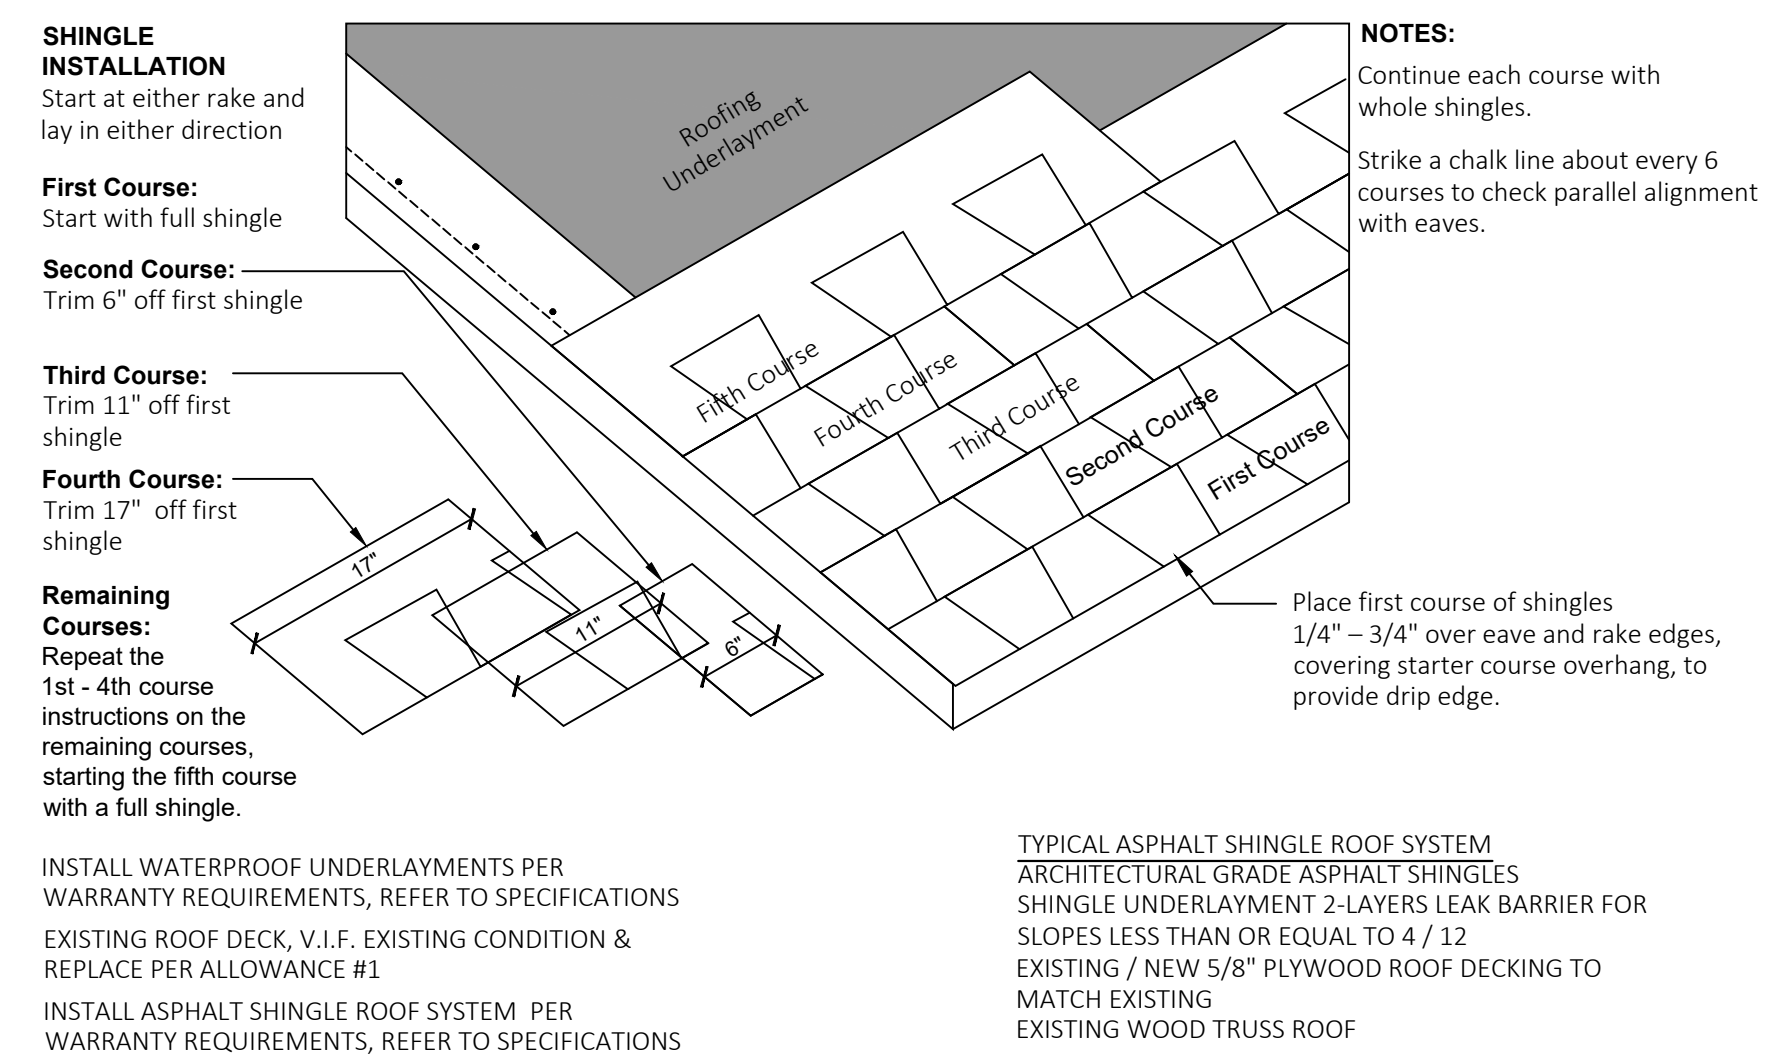 SHINGLE
INSTALLATION
Start at either rake and
lay in either direction
First Course:
Start with full shingle
Second Course:
Trim 6" off first shingle
Third Course:
Trim 11" off first
shingle
Fourth Course:
Trim 17" off first
shingle
Remaining
Courses:
Repeat the
1st - 4th course
instructions on the
remaining courses,
starting the fifth course
with a full shingle.
Roofing
Underlayment
Fifth Course
Fourth Course
Third Course
Second Course
First Course
17"
11"
6"
NOTES:
Continue each course with
whole shingles.
Strike a chalk line about every 6
courses to check parallel alignment
with eaves.
Place first course of shingles
1/4" – 3/4" over eave and rake edges,
covering starter course overhang, to
provide drip edge.
INSTALL WATERPROOF UNDERLAYMENTS PER
WARRANTY REQUIREMENTS, REFER TO SPECIFICATIONS
EXISTING ROOF DECK, V.I.F. EXISTING CONDITION &
REPLACE PER ALLOWANCE #1
INSTALL ASPHALT SHINGLE ROOF SYSTEM PER
WARRANTY REQUIREMENTS, REFER TO SPECIFICATIONS
TYPICAL ASPHALT SHINGLE ROOF SYSTEM
ARCHITECTURAL GRADE ASPHALT SHINGLES
SHINGLE UNDERLAYMENT 2-LAYERS LEAK BARRIER FOR
SLOPES LESS THAN OR EQUAL TO 4 / 12
EXISTING / NEW 5/8" PLYWOOD ROOF DECKING TO
MATCH EXISTING
EXISTING WOOD TRUSS ROOF